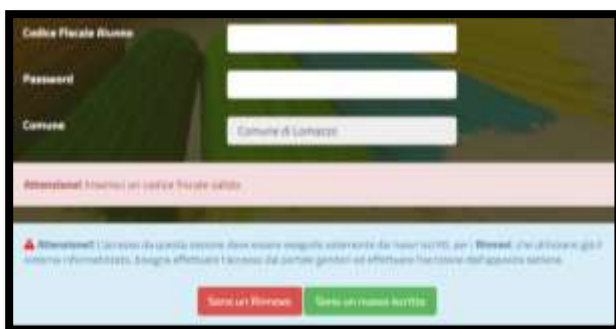 Codice Fiscale Alunno
Password
Comune
Comune di Lomazzo
Attenzione! Inserisci un codice fiscale valido
Attenzione!! L'accesso da questa sezione deve essere eseguito solamente dai nuovi iscritti, per i Rinnovi, che utilizzano già il
sistema informatizzato, bisogna effettuare l'accesso dal portale genitori ed effettuare l'iscrizione dall'apposita sezione.
Sono un Rinnovo
Sono un nuovo iscritto